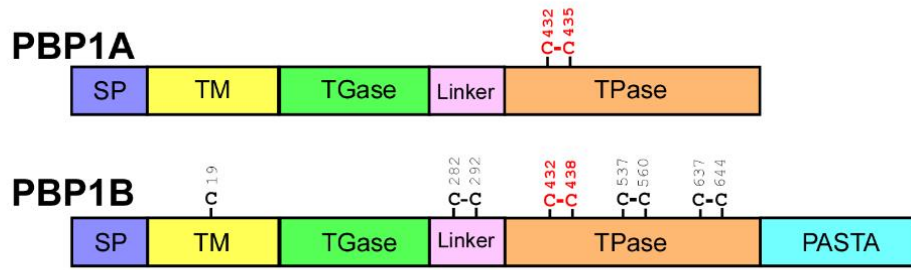 432 435
C-C
PBP1A
SP TM TGase Linker TPase
19 282 292 432 438 537 560 637 644
C C-C C-C C-C C-C
PBP1B
SP TM TGase Linker TPase PASTA